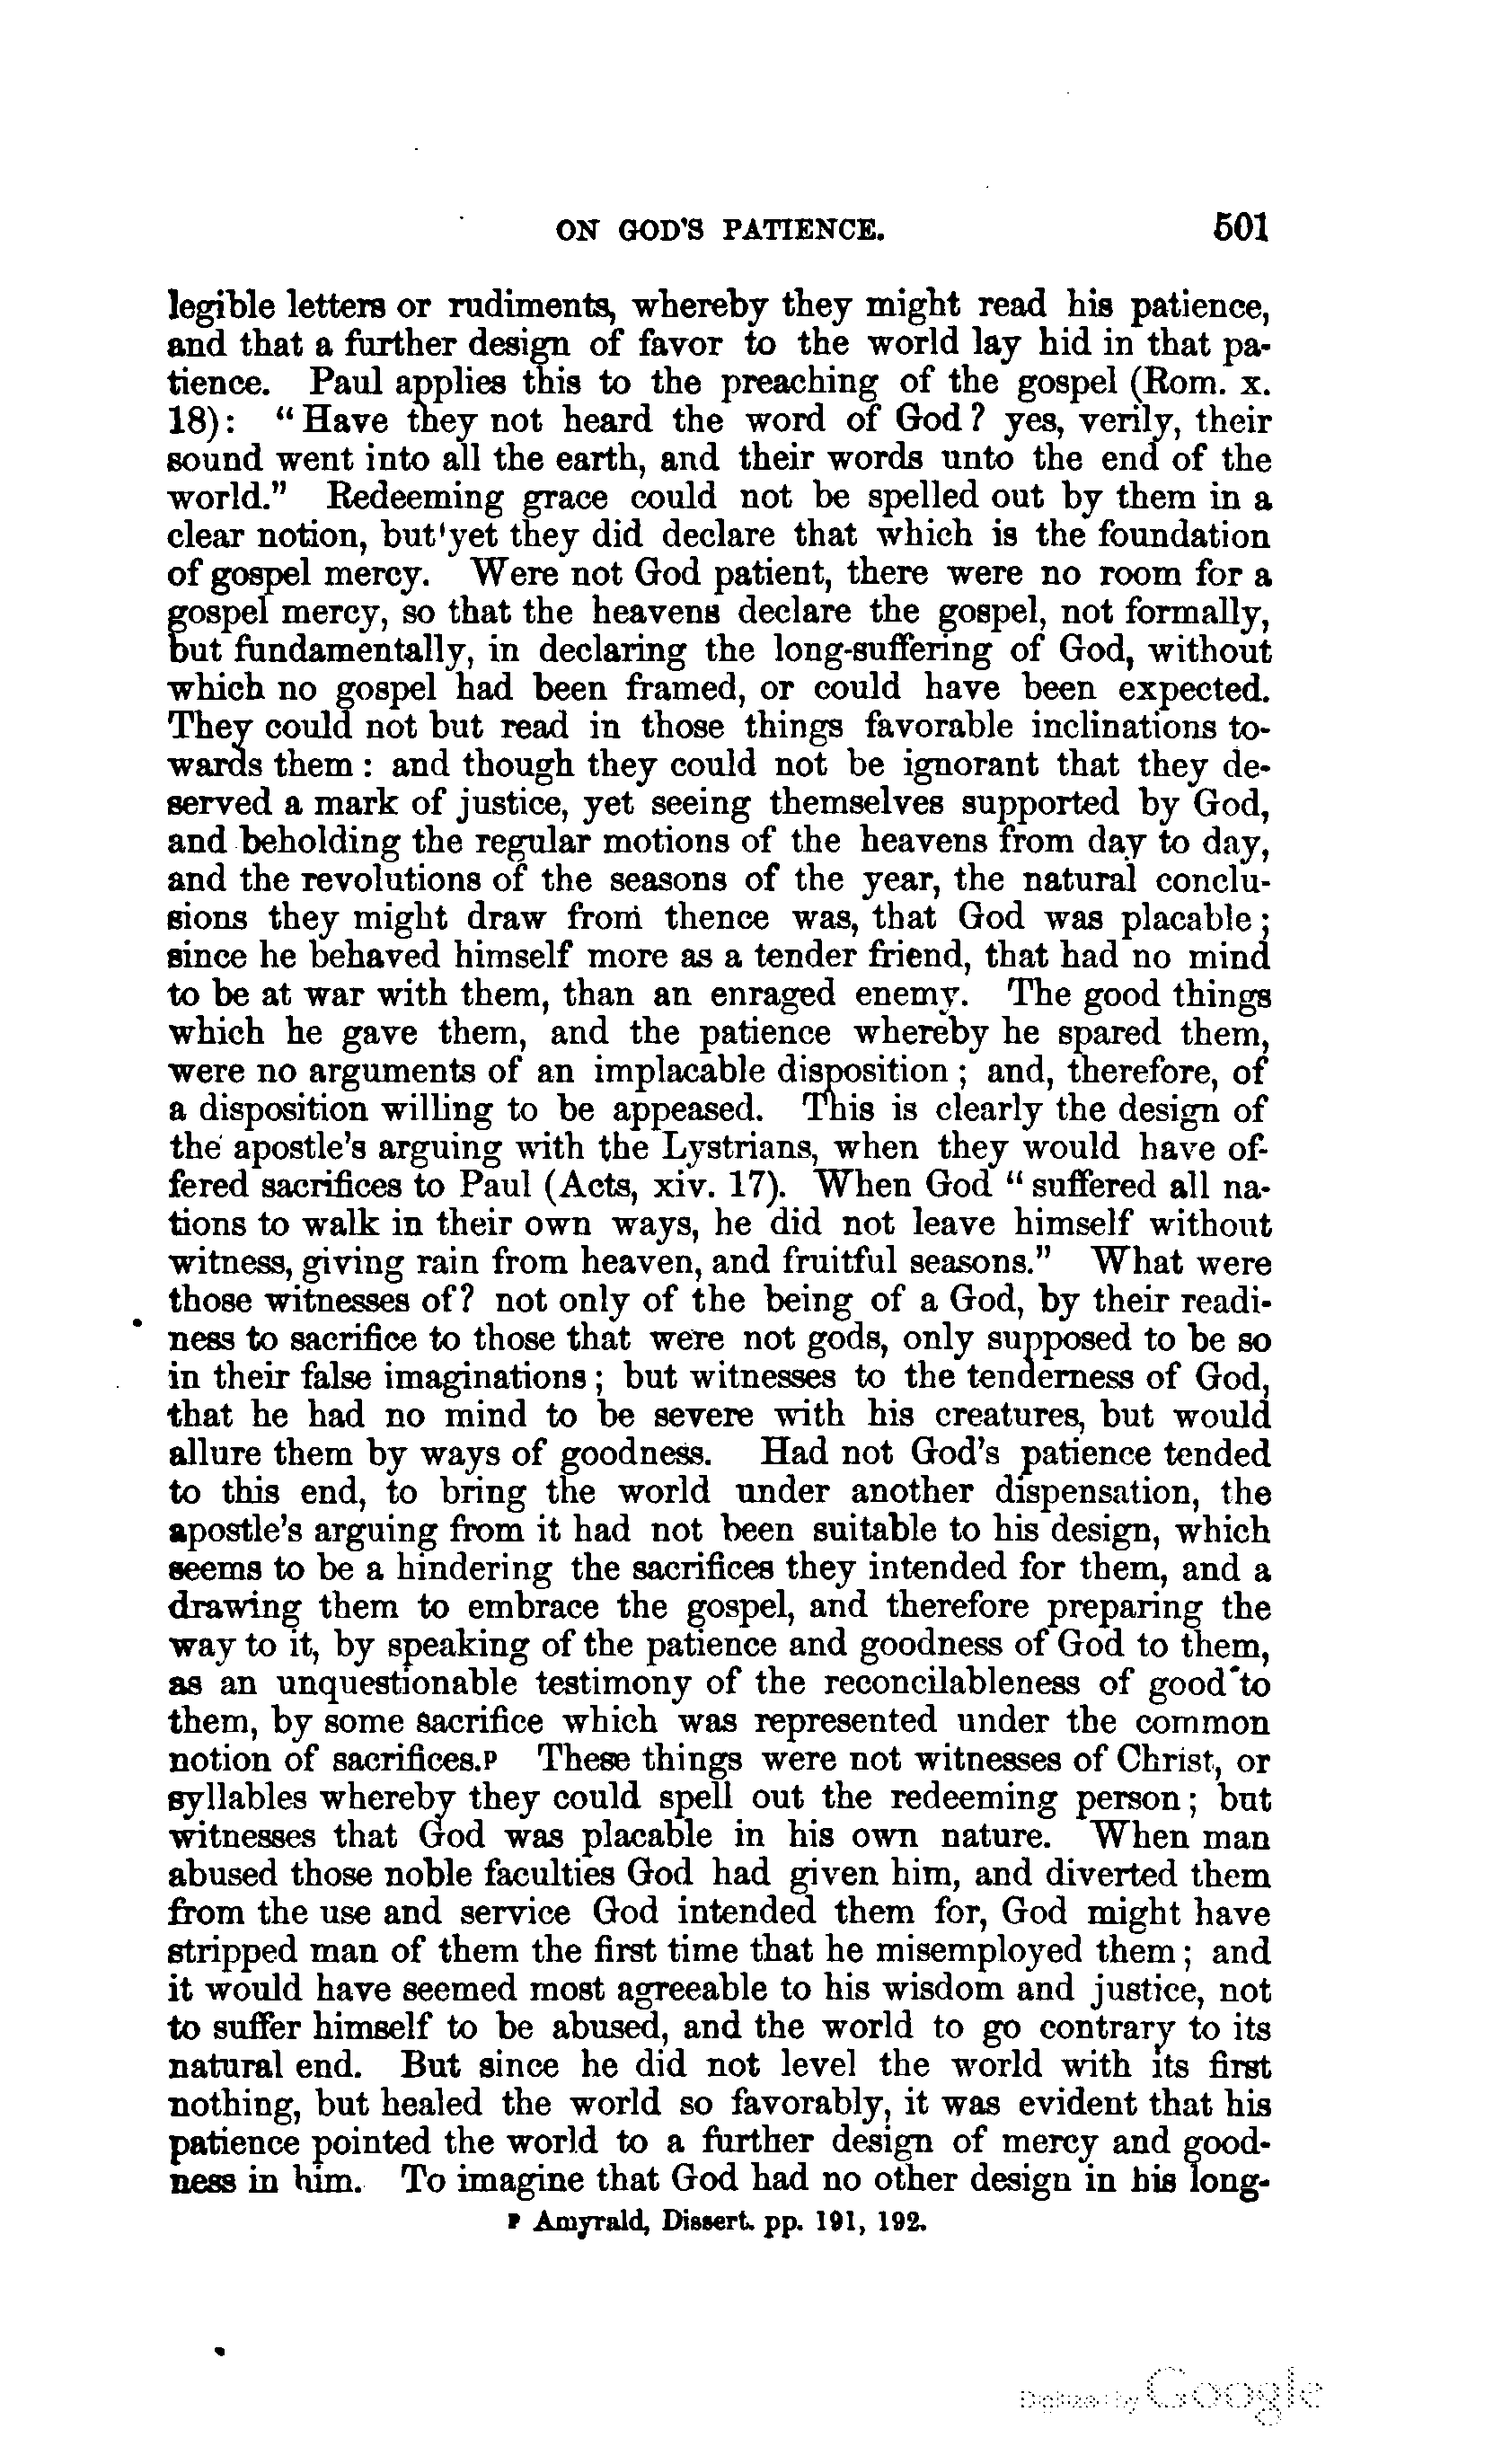 ON GOD'S PATIENCE. 501
legible letters or rudiments, whereby they might read his patience,
and that a further design of favor to the world lay hid in that pa-
tience. Paul applies this to the preaching of the gospel (Rom. x.
18): "Have they not heard the word of God? yes, verily, their
sound went into all the earth, and their words unto the end of the
world." Redeeming grace could not be spelled out by them in a
clear notion, but'yet they did declare that which is the foundation
of gospel mercy. Were not God patient, there were no room for a
gospel mercy, so that the heavens declare the gospel, not formally,
but fundamentally, in declaring the long-suffering of God, without
which no gospel had been framed, or could have been expected.
They could not but read in those things favorable inclinations to-
wards them: and though they could not be ignorant that they de-
served a mark of justice, yet seeing themselves supported by God,
and beholding the regular motions of the heavens from day to day,
and the revolutions of the seasons of the year, the natural conclu-
sions they might draw from thence was, that God was placable;
since he behaved himself more as a tender friend, that had no mind
to be at war with them, than an enraged enemy. The good things
which he gave them, and the patience whereby he spared them,
were no arguments of an implacable disposition; and, therefore, of
a disposition willing to be appeased. This is clearly the design of
the apostle's arguing with the Lystrians, when they would have of-
fered sacrifices to Paul (Acts, xiv. 17). When God "suffered all na-
tions to walk in their own ways, he did not leave himself without
witness, giving rain from heaven, and fruitful seasons." What were
those witnesses of? not only of the being of a God, by their readi-
ness to sacrifice to those that were not gods, only supposed to be so
in their false imaginations; but witnesses to the tenderness of God,
that he had no mind to be severe with his creatures, but would
allure them by ways of goodness. Had not God's patience tended
to this end, to bring the world under another dispensation, the
apostle's arguing from it had not been suitable to his design, which
seems to be a hindering the sacrifices they intended for them, and a
drawing them to embrace the gospel, and therefore preparing the
way to it, by speaking of the patience and goodness of God to them,
as an unquestionable testimony of the reconcilableness of good to
them, by some sacrifice which was represented under the common
notion of sacrifices.p These things were not witnesses of Christ, or
syllables whereby they could spell out the redeeming person; but
witnesses that God was placable in his own nature. When man
abused those noble faculties God had given him, and diverted them
from the use and service God intended them for, God might have
stripped man of them the first time that he misemployed them; and
it would have seemed most agreeable to his wisdom and justice, not
to suffer himself to be abused, and the world to go contrary to its
natural end. But since he did not level the world with its first
nothing, but healed the world so favorably, it was evident that his
patience pointed the world to a further design of mercy and good-
ness in him. To imagine that God had no other design in his long-
p Amyrald, Dissert. pp. 191, 192.
Digitized by Google